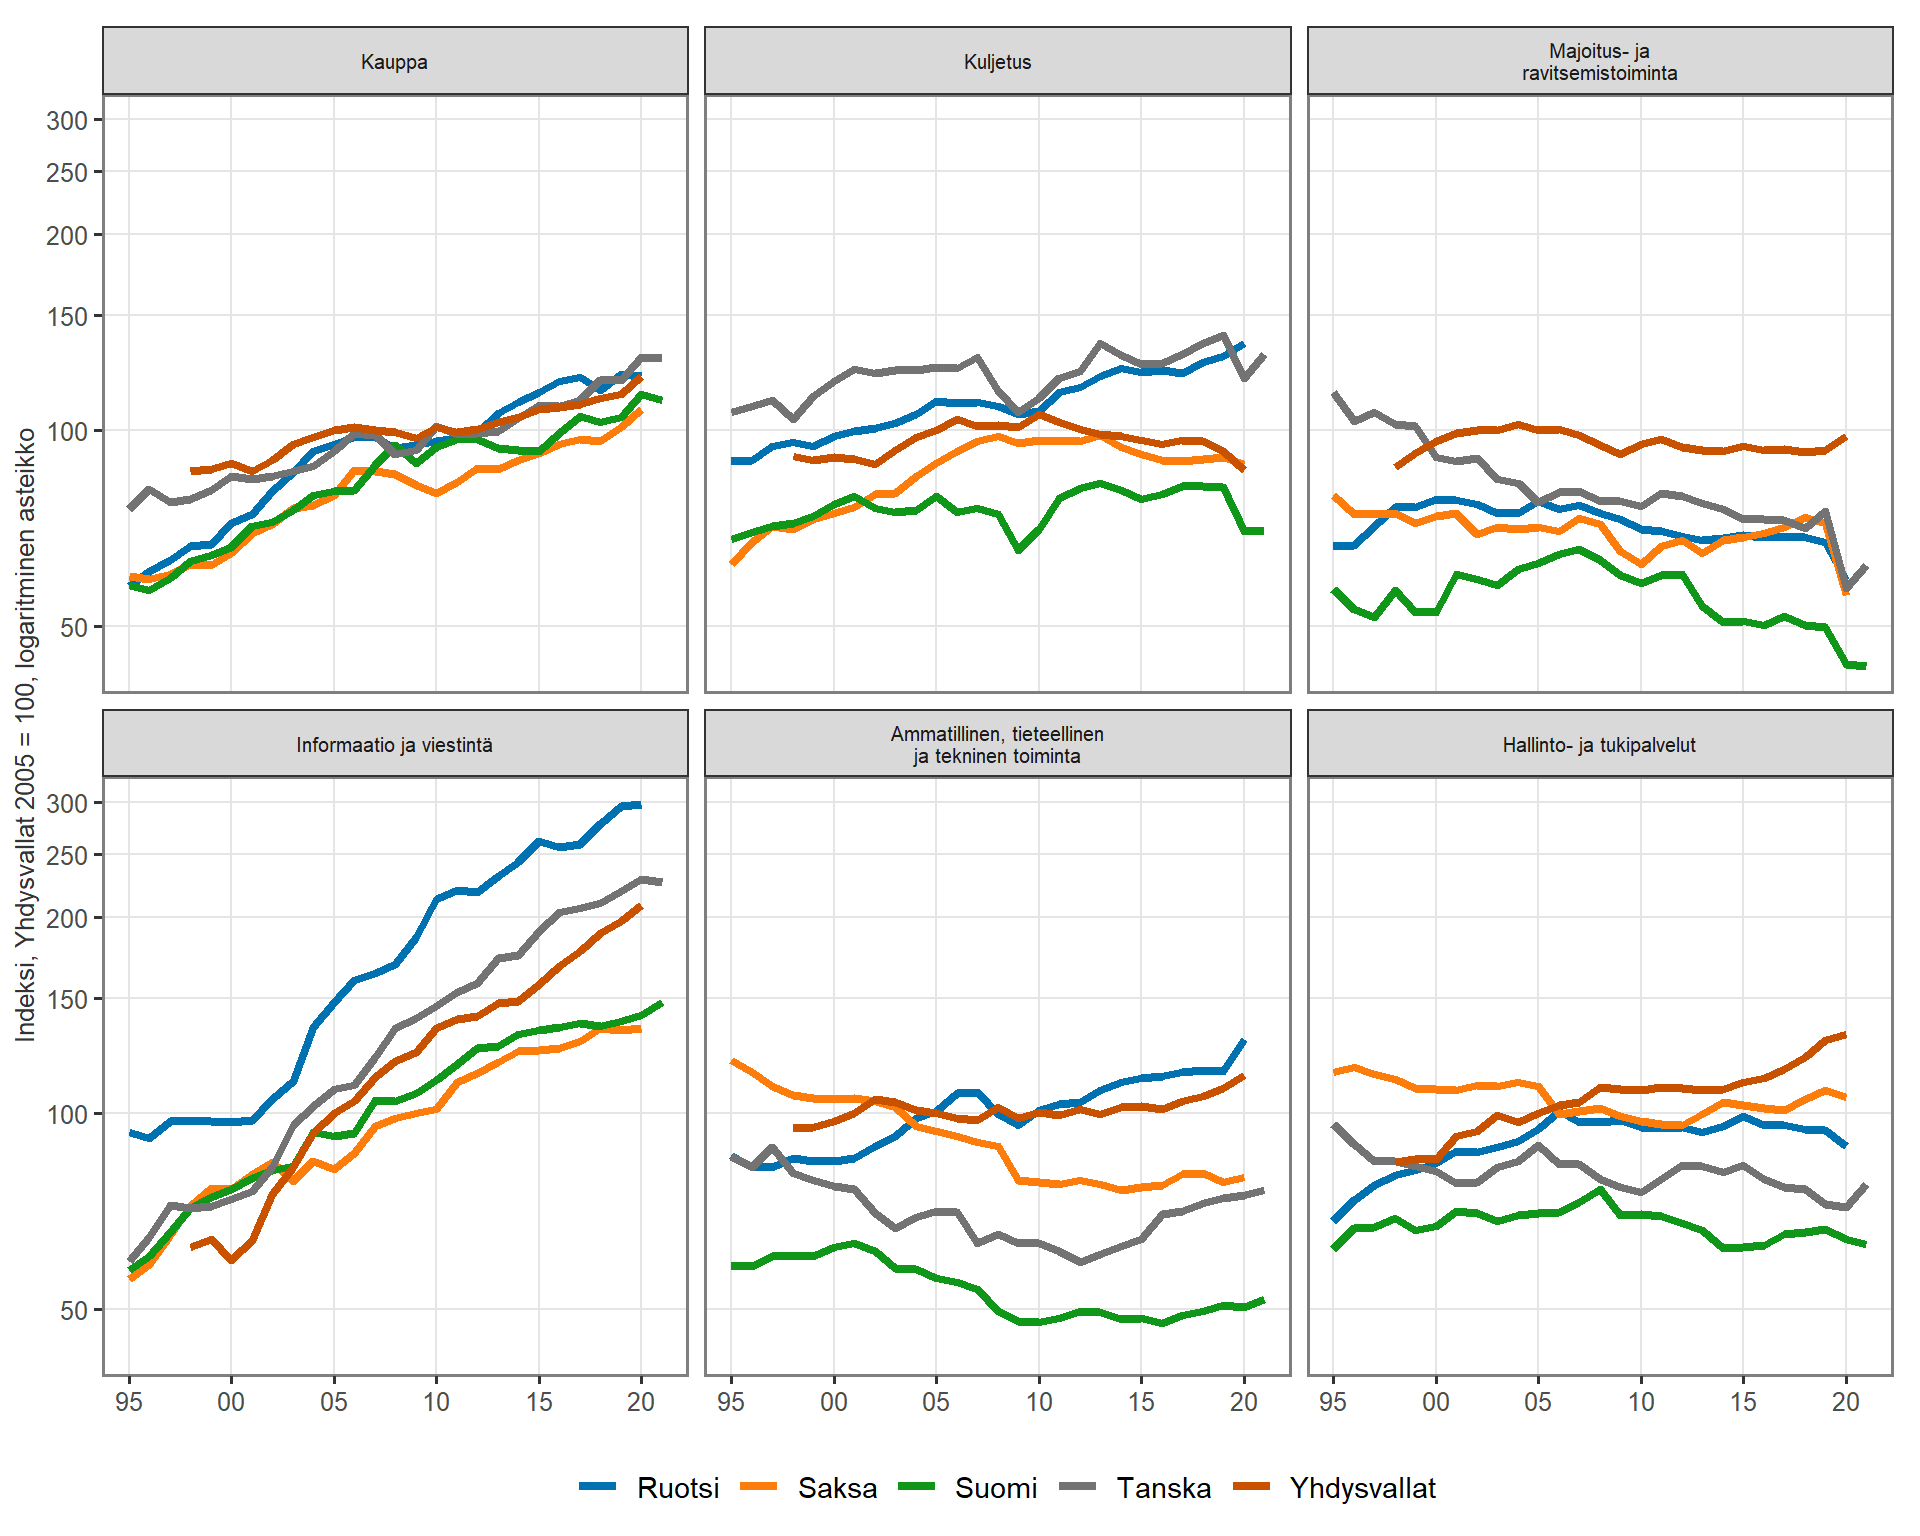 Kauppa
Kuljetus
Majoitus- ja
ravitsemistoiminta
300
250
200
150
100
50
Indeksi, Yhdysvallat 2005 = 100, logaritminen asteikko
Informaatio ja viestintä
Ammatillinen, tieteellinen
ja tekninen toiminta
Hallinto- ja tukipalvelut
300
250
200
150
100
50
95 00 05 10 15 20
95 00 05 10 15 20
95 00 05 10 15 20
Ruotsi Saksa Suomi Tanska Yhdysvallat